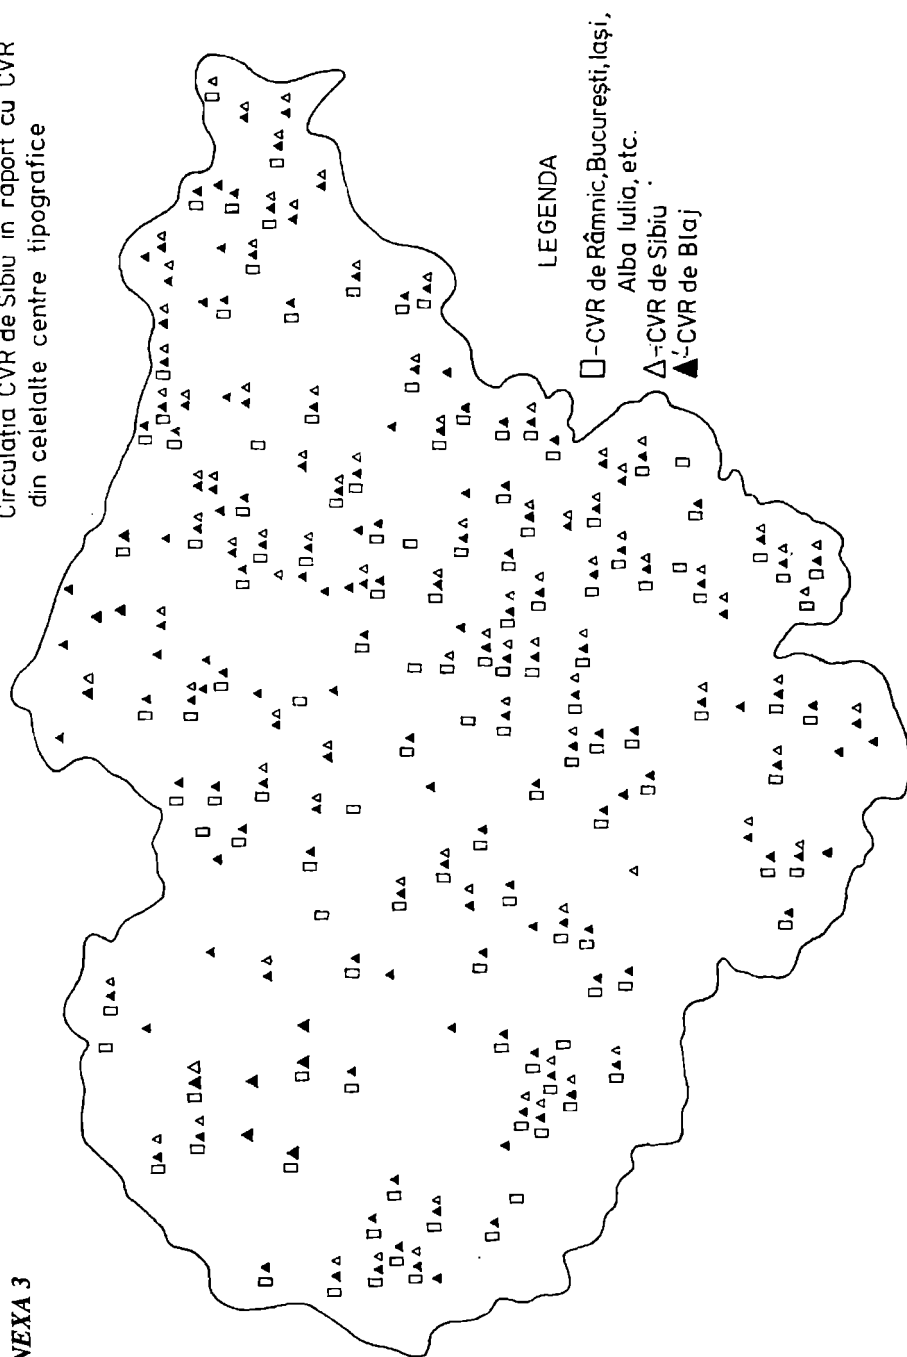 NEXA 3
Circulația CVR de Sibiu în raport cu CVR
din celelalte centre tipografice
LEGENDA
-CVR de Râmnic, București, Iași,
Alba Iulia, etc.
-CVR de Sibiu
-CVR de Blaj